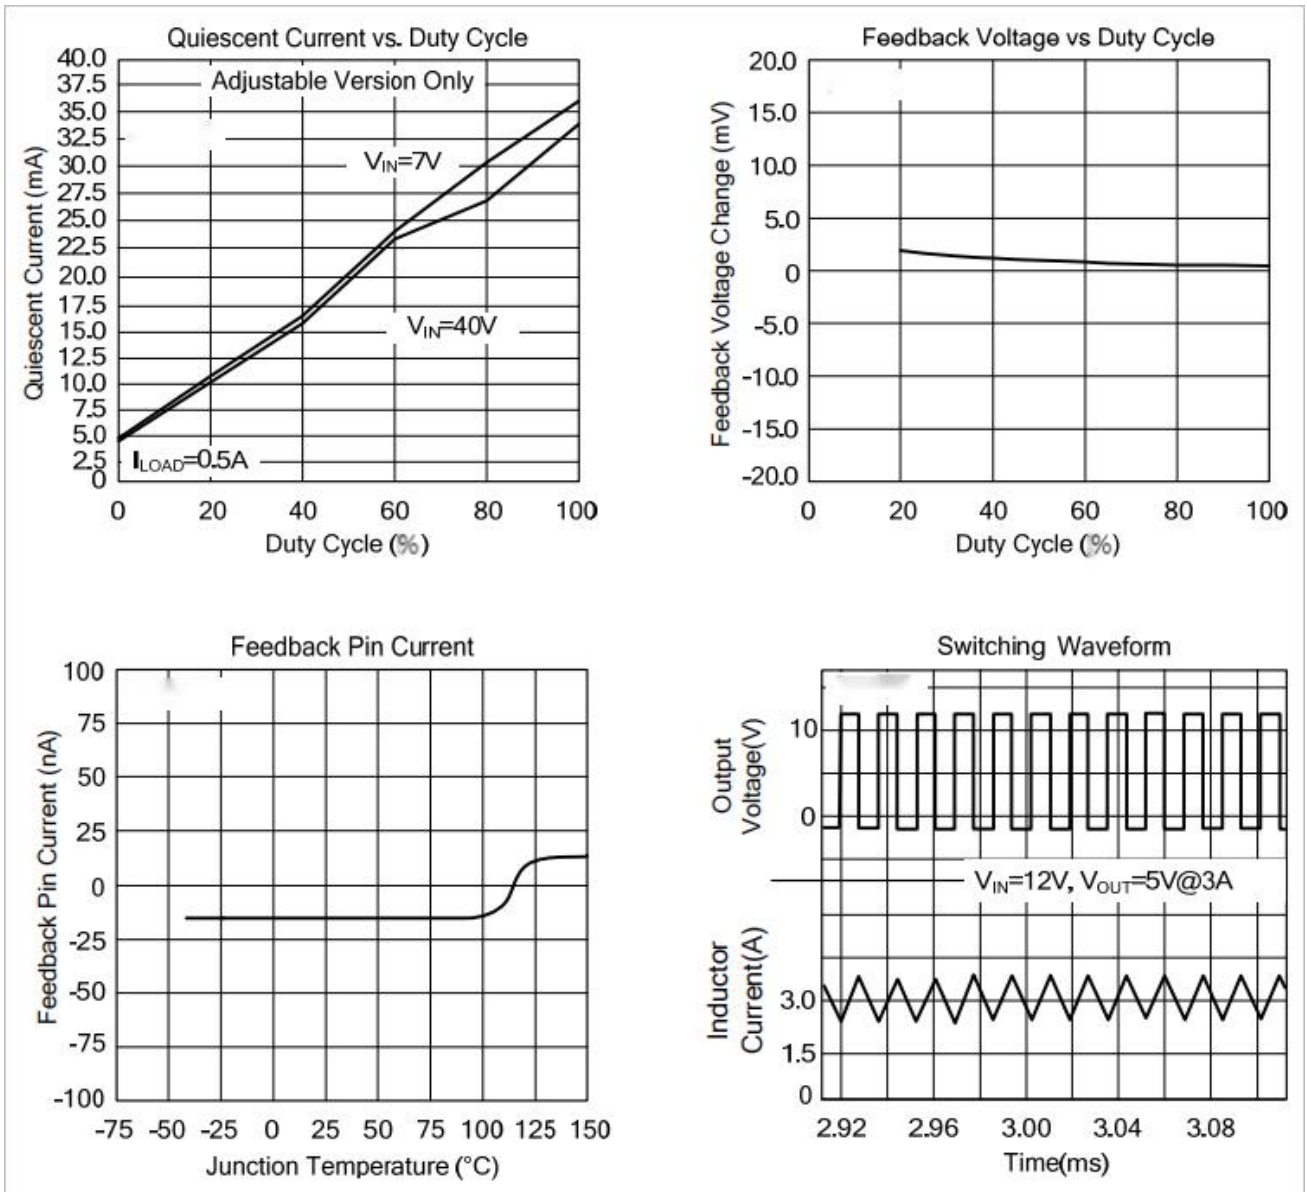 Quiescent Current vs. Duty Cycle
40.0
37.5
35.0
32.5
30.0
27.5
25.0
22.5
20.0
17.5
15.0
12.5
10.0
7.5
5.0
2.5
0
Quiescent Current (mA)
Adjustable Version Only
VIN=7V
VIN=40V
ILOAD=0.5A
0 20 40 60 80 100
Duty Cycle (%)
Feedback Voltage vs Duty Cycle
20.0
15.0
10.0
5.0
0
-5.0
-10.0
-15.0
-20.0
Feedback Voltage Change (mV)
0 20 40 60 80 100
Duty Cycle (%)
Feedback Pin Current
100
75
50
25
0
-25
-50
-75
-100
Feedback Pin Current (nA)
-75 -50 -25 0 25 50 75 100 125 150
Junction Temperature (°C)
Switching Waveform
Output
Voltage(V)
10
0
VIN=12V, VOUT=5V@3A
Inductor
Current(A)
3.0
1.5
0
2.92 2.96 3.00 3.04 3.08
Time(ms)